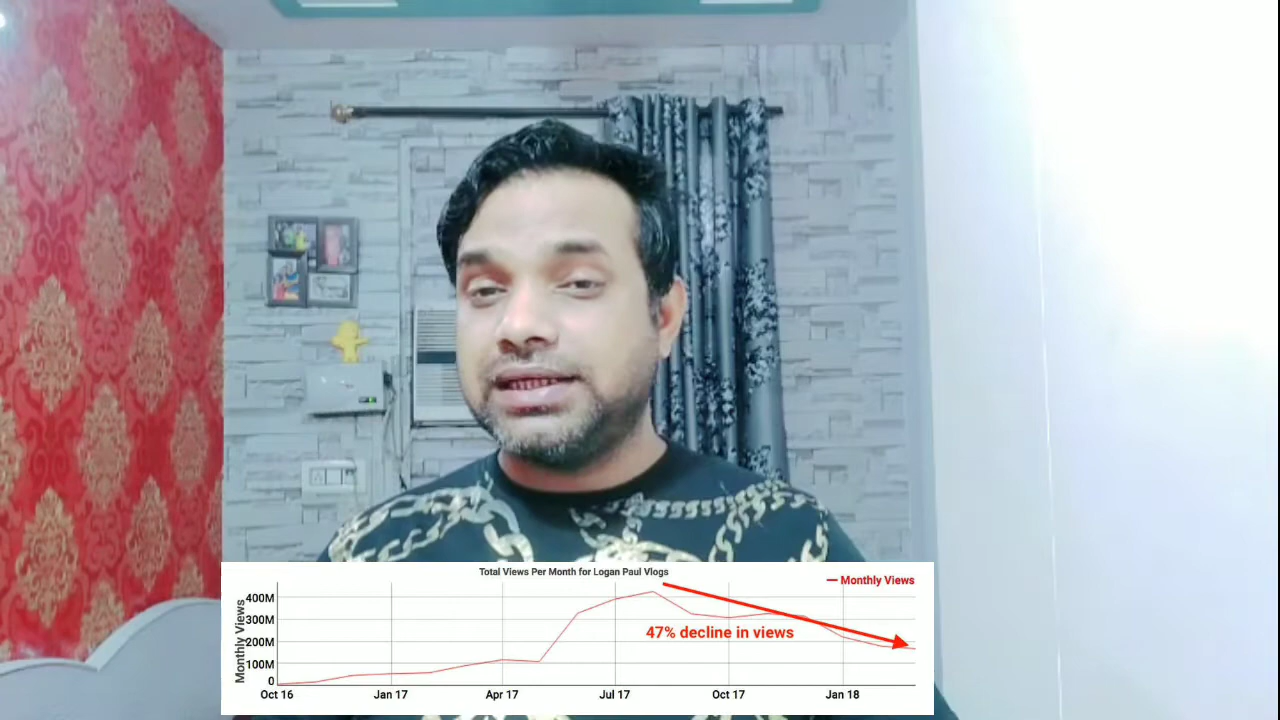 Total Views Per Month for Logan Paul Vlogs
Monthly Views
Monthly Views
400M
300M
200M
100M
0
47% decline in views
Oct 16
Jan 17
Apr 17
Jul 17
Oct 17
Jan 18